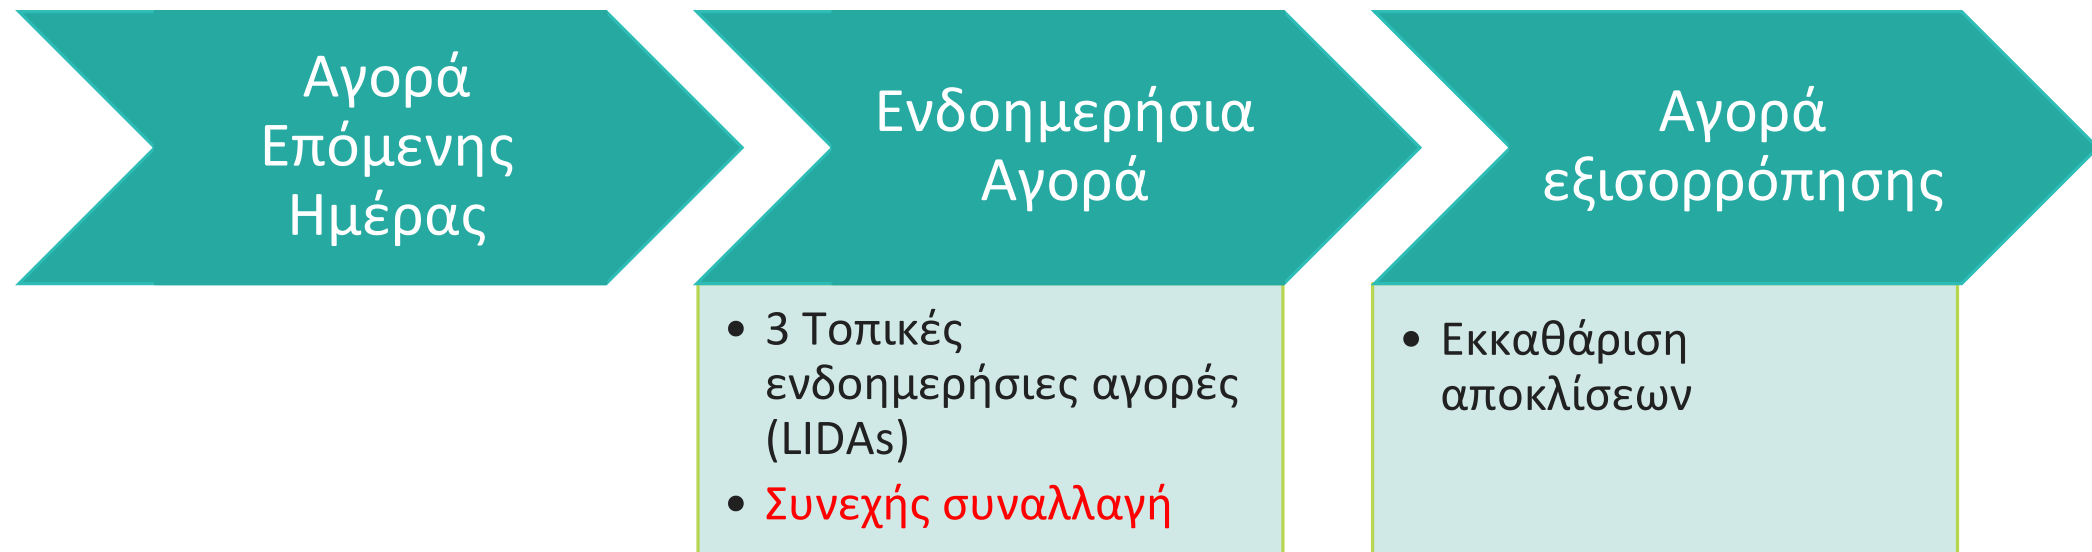 Αγορά
Επόμενης
Ημέρας
Ενδοημερήσια
Αγορά
• 3 Τοπικές
ενδοημερήσιες αγορές
(LIDAs)
• Συνεχής συναλλαγή
Αγορά
εξισορρόπησης
• Εκκαθάριση
αποκλίσεων